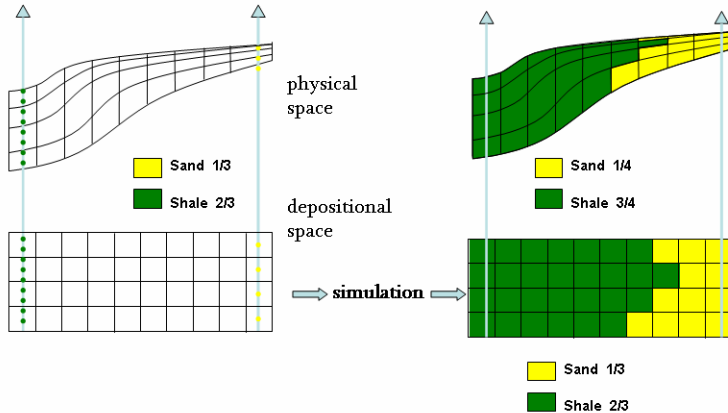 physical
space
Sand 1/3
Shale 2/3
Sand 1/4
Shale 3/4
depositional
space
simulation
Sand 1/3
Shale 2/3